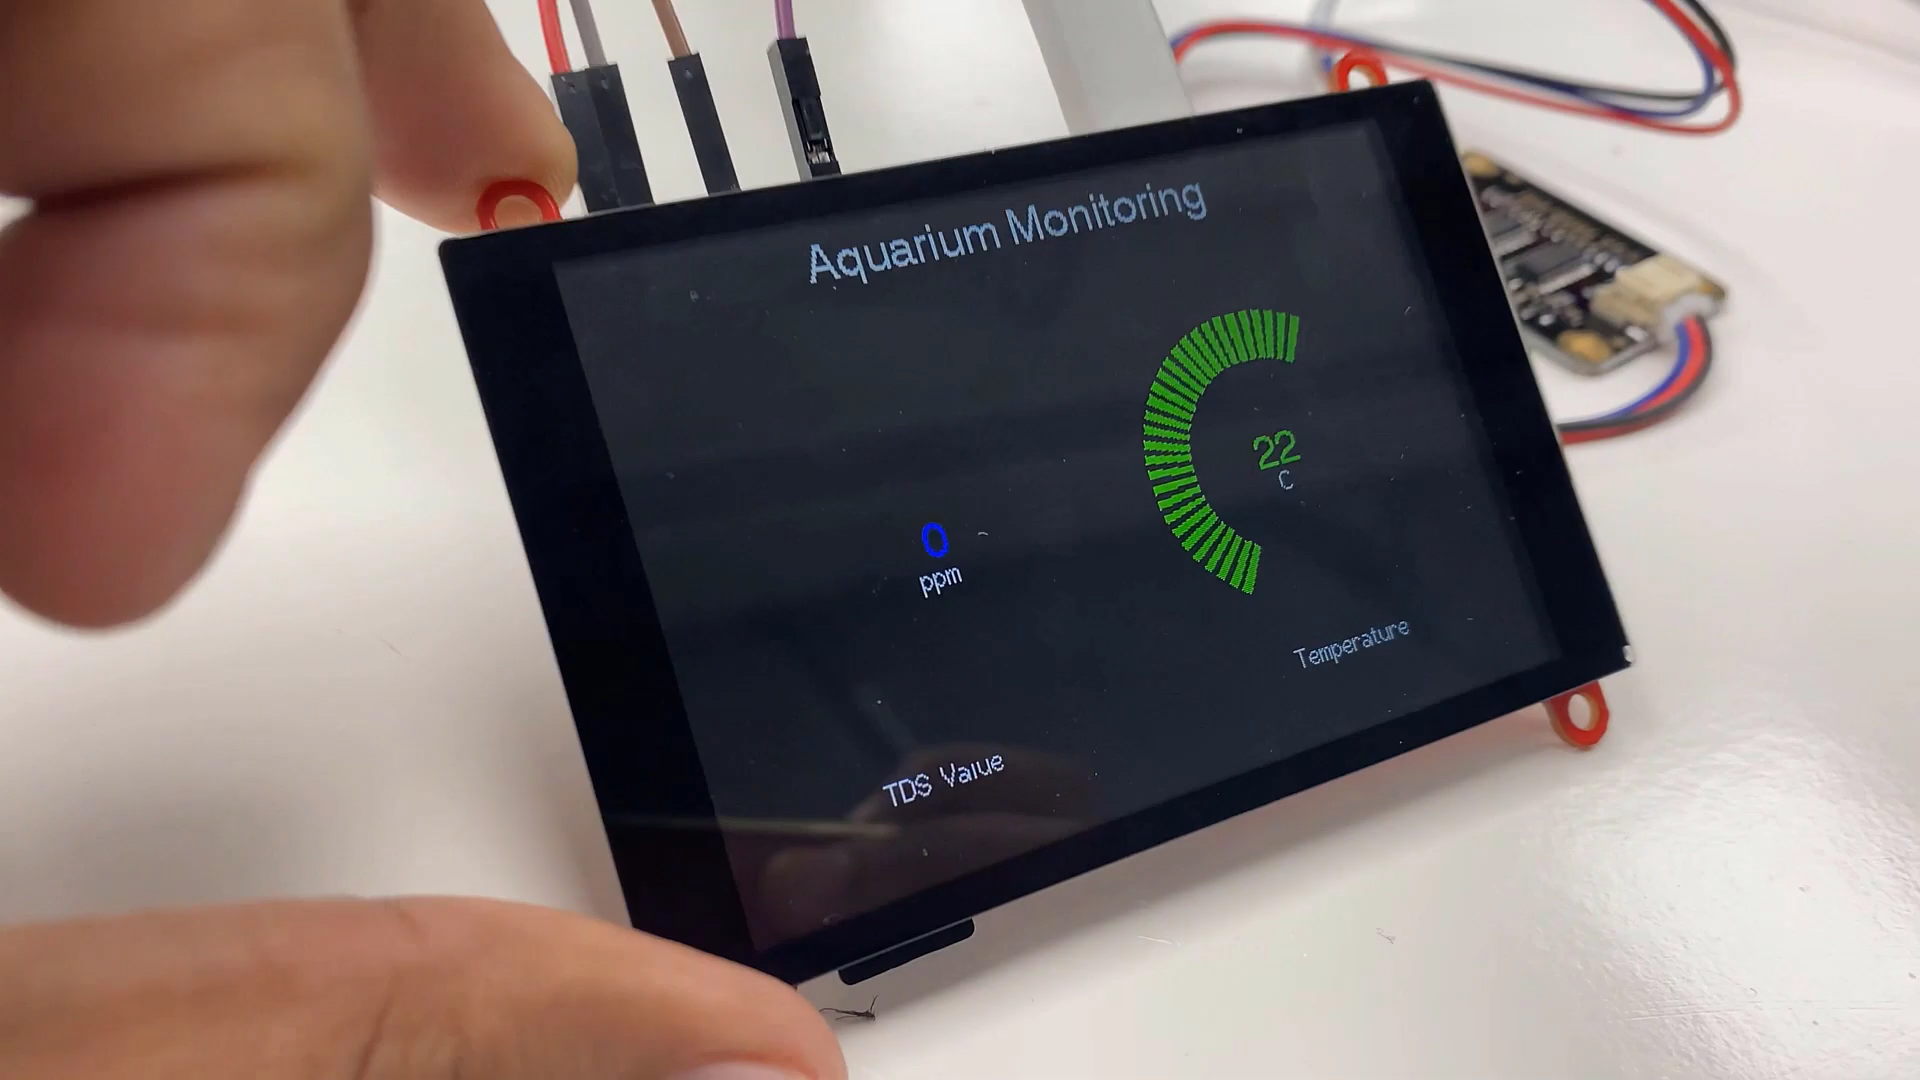 Aquarium Monitoring
22
C
0
ppm
Temperature
TDS Value